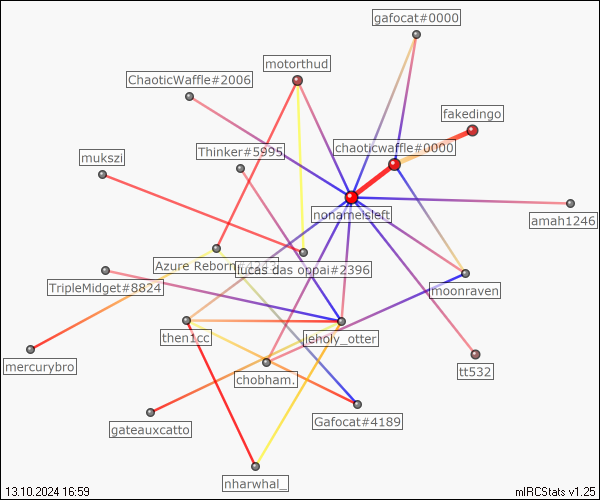 gafocat#0000
motorthud
ChaoticWaffle#2006
fakedingo
chaoticwaffle#0000
Thinker#5995
mukszi
nonameisleft
amah1246
Azure Reborn
lucas das oppai#2396
TripleMidget#8824
moonraven
then1cc
leholy_otter
mercurybro
tt532
chobham.
Gafocat#4189
gateauxcatto
nharwhal_
13.10.2024 16:59
mIRCStats v1.25